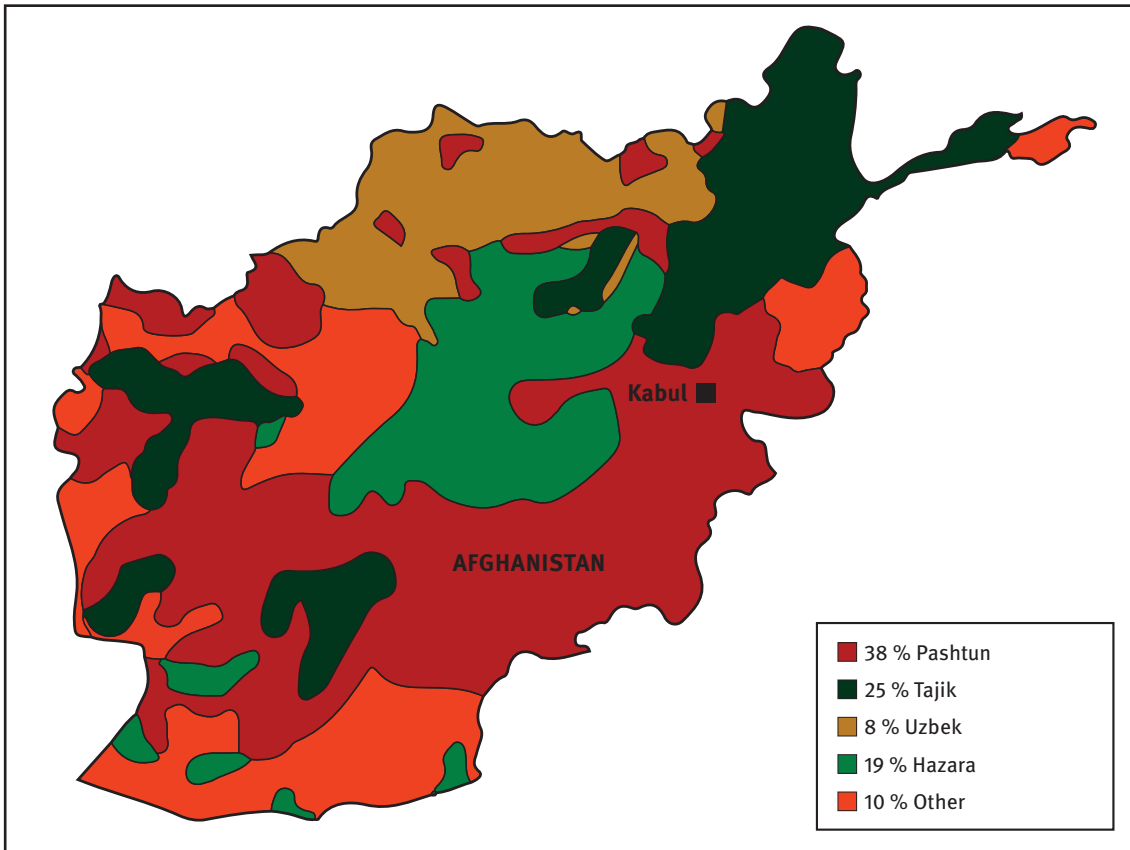 Kabul
AFGHANISTAN
38 % Pashtun
25 % Tajik
8 % Uzbek
19 % Hazara
10 % Other